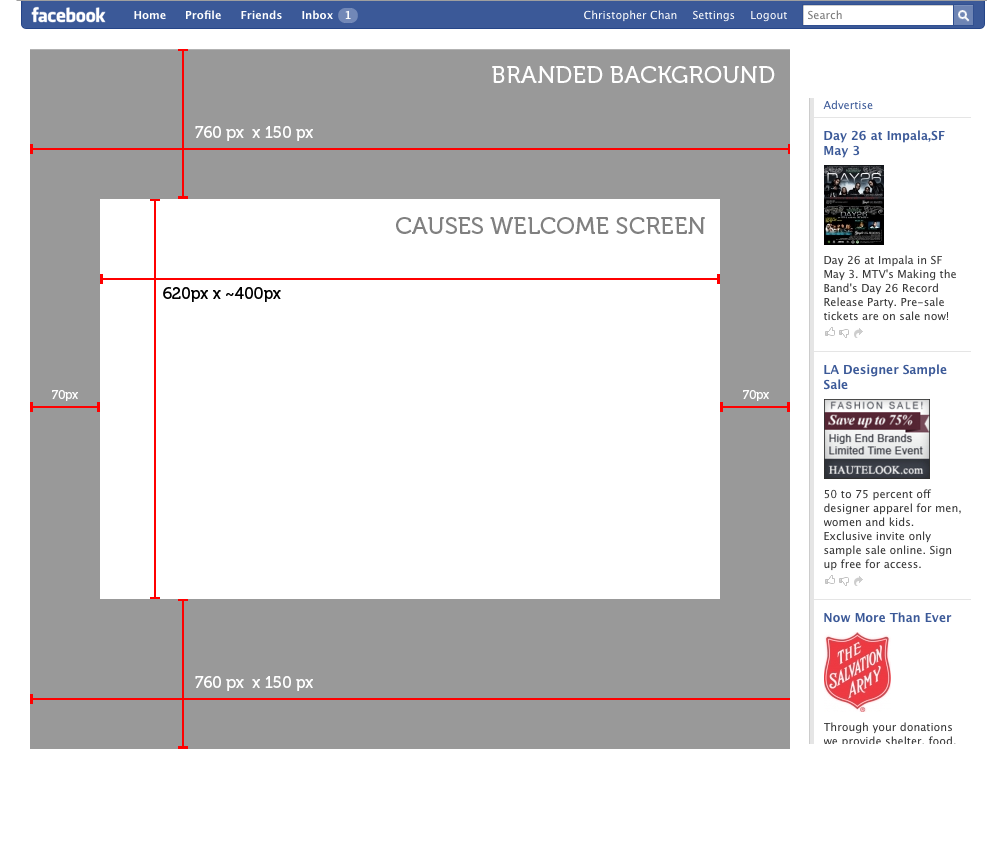 facebook Home Profile Friends Inbox 1 Christopher Chan Settings Logout Search
BRANDED BACKGROUND
760 px x 150 px
CAUSES WELCOME SCREEN
620px x ~400px
70px
70px
760 px x 150 px
Advertise
Day 26 at Impala,SF
May 3
DAY26
DAY26
Day 26 at Impala in SF
May 3. MTV's Making the
Band's Day 26 Record
Release Party. Pre-sale
tickets are on sale now!
LA Designer Sample
Sale
FASHION SALE!
Save up to 75%
High End Brands
Limited Time Event
HAUTELOOK.com
50 to 75 percent off
designer apparel for men,
women and kids.
Exclusive invite only
sample sale online. Sign
up free for access.
Now More Than Ever
THE
SALVATION
ARMY
Through your donations
we provide shelter, food,